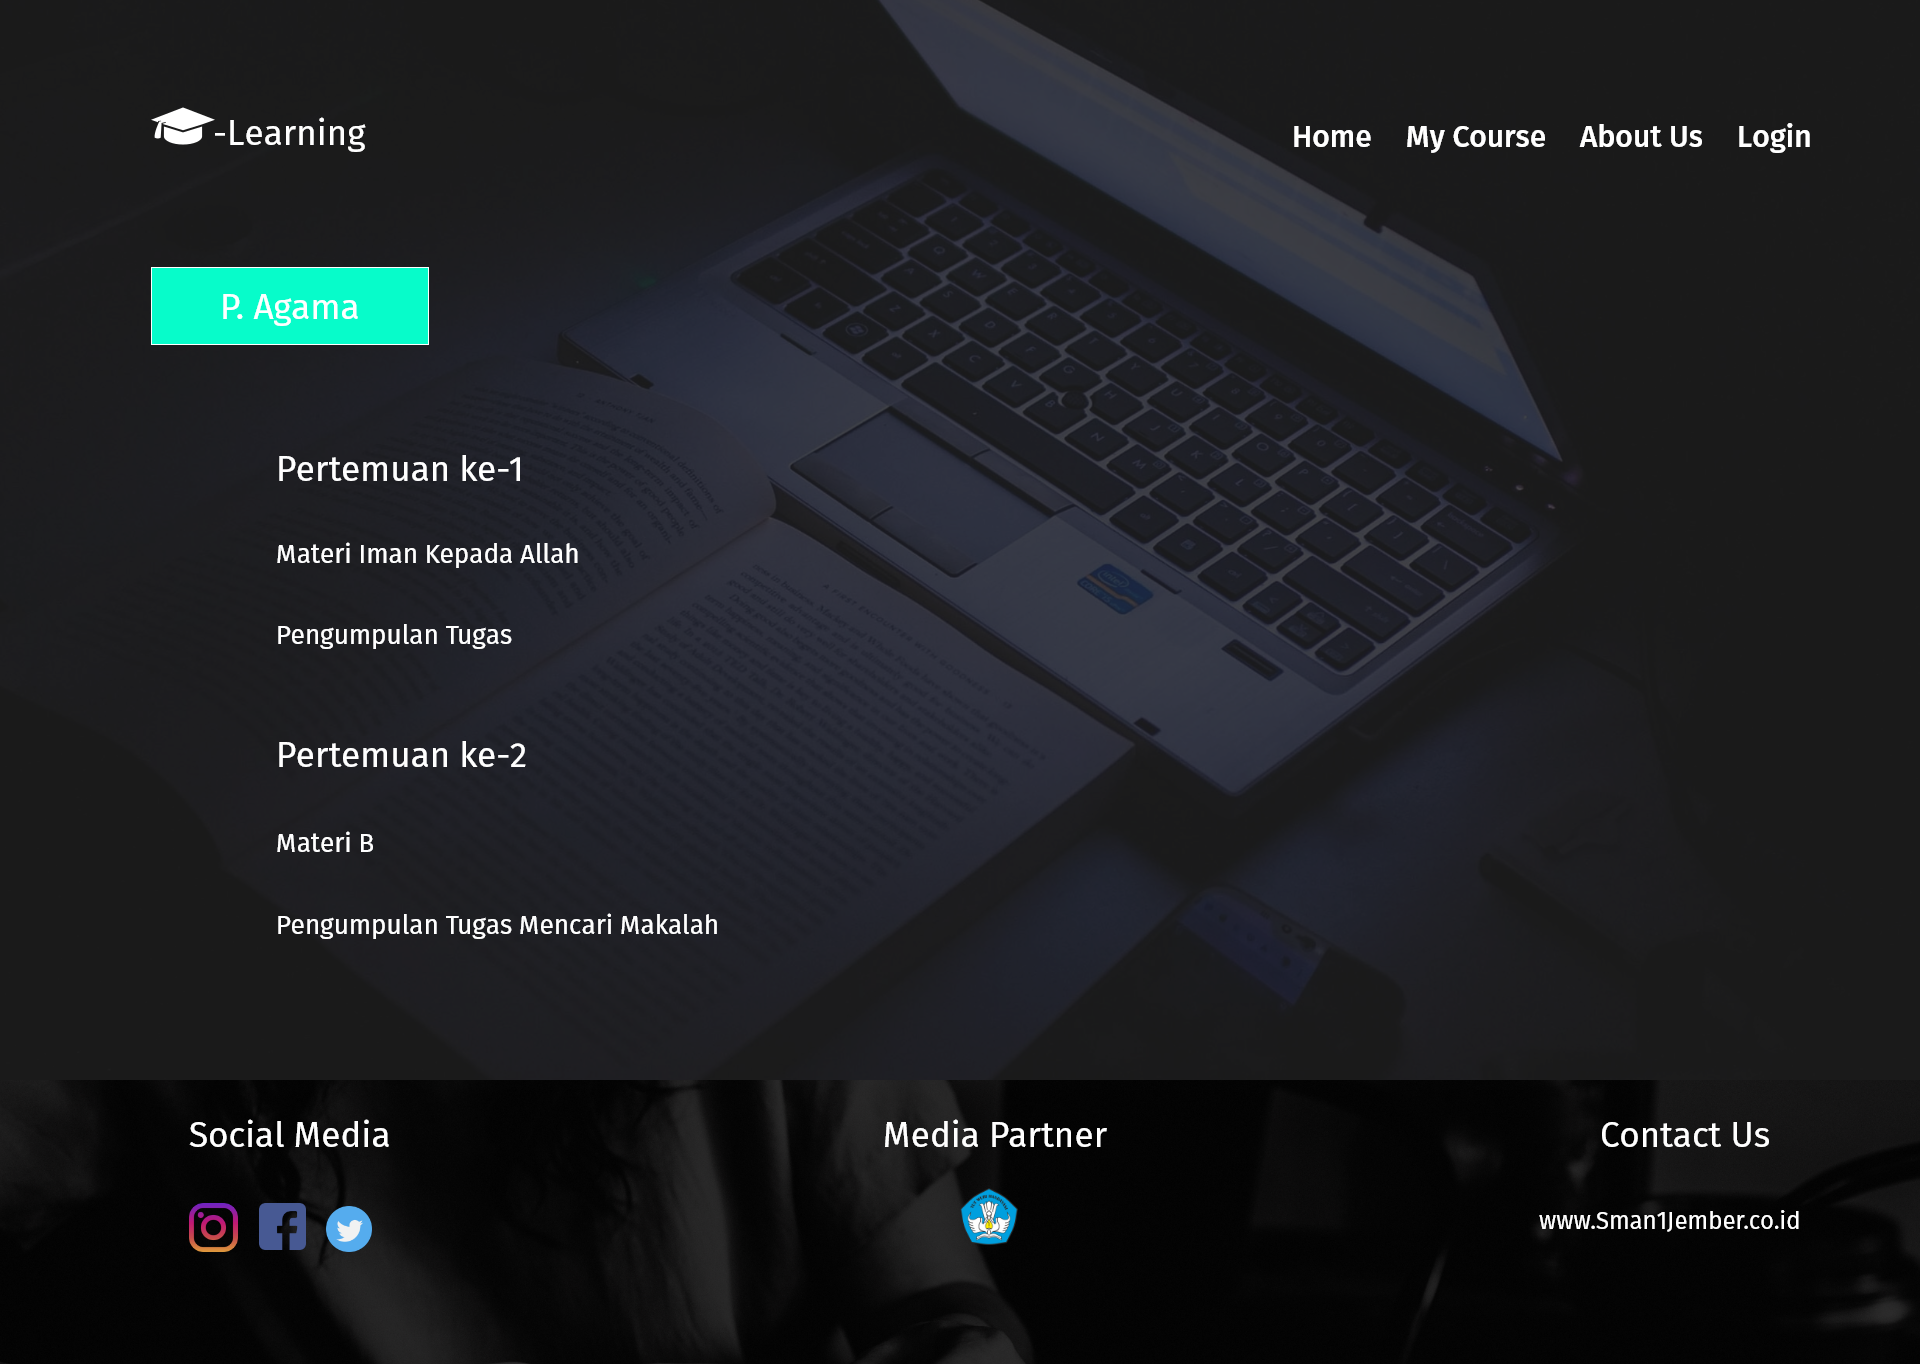 -Learning
Home My Course About Us Login
P. Agama
Pertemuan ke-1
Materi Iman Kepada Allah
Pengumpulan Tugas
Pertemuan ke-2
Materi B
Pengumpulan Tugas Mencari Makalah
Social Media
Media Partner
Contact Us
www.Sman1Jember.co.id